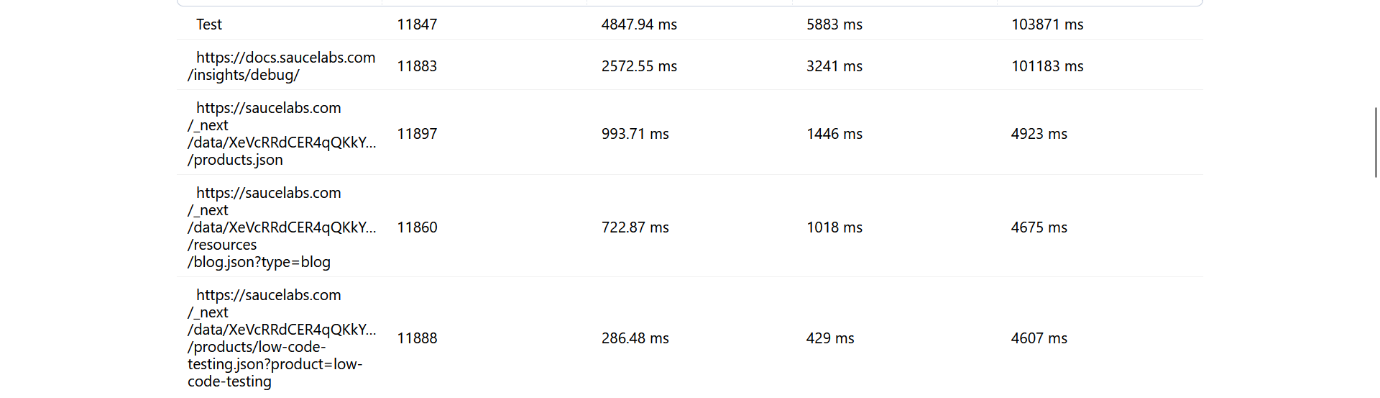 Test 11847 4847.94 ms 5883 ms 103871 ms
https://docs.saucelabs.com
/insights/debug/ 11883 2572.55 ms 3241 ms 101183 ms
https://saucelabs.com
/_next
/data/XeVcRRdCER4qQKkY...
/products.json 11897 993.71 ms 1446 ms 4923 ms
https://saucelabs.com
/_next
/data/XeVcRRdCER4qQKkY...
/resources
/blog.json?type=blog 11860 722.87 ms 1018 ms 4675 ms
https://saucelabs.com
/_next
/data/XeVcRRdCER4qQKkY...
/products/low-code-
testing.json?product=low-
code-testing 11888 286.48 ms 429 ms 4607 ms